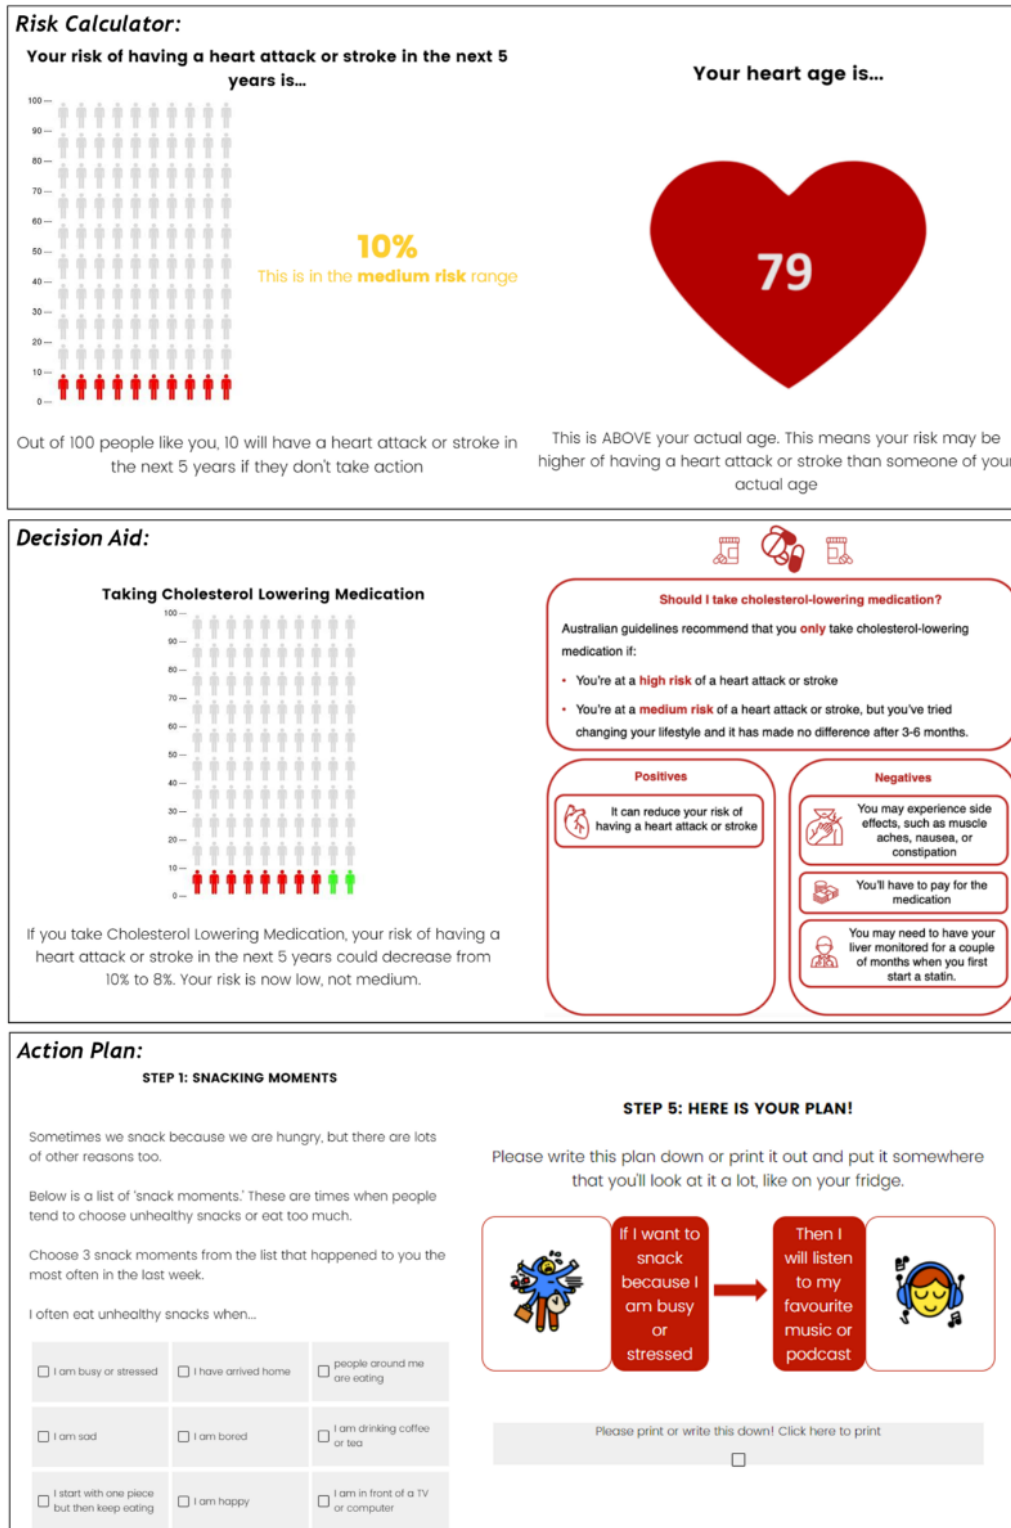 Risk Calculator:
Your risk of having a heart attack or stroke in the next 5
years is...
100
90
80
70
60
50
40
30
20
10
0
10%
This is in the medium risk range
Out of 100 people like you, 10 will have a heart attack or stroke in
the next 5 years if they don't take action
Your heart age is...
79
This is ABOVE your actual age. This means your risk may be
higher of having a heart attack or stroke than someone of your
actual age
Decision Aid:
Taking Cholesterol Lowering Medication
100
90
80
70
60
50
40
30
20
10
0
If you take Cholesterol Lowering Medication, your risk of having a
heart attack or stroke in the next 5 years could decrease from
10% to 8%. Your risk is now low, not medium.
Should I take cholesterol-lowering medication?
Australian guidelines recommend that you only take cholesterol-lowering
medication if:
• You're at a high risk of a heart attack or stroke
• You're at a medium risk of a heart attack or stroke, but you've tried
changing your lifestyle and it has made no difference after 3-6 months.
Positives
It can reduce your risk of
having a heart attack or stroke
Negatives
You may experience side
effects, such as muscle
aches, nausea, or
constipation
You'll have to pay for the
medication
You may need to have your
liver monitored for a couple
of months when you first
start a statin.
Action Plan:
STEP 1: SNACKING MOMENTS
Sometimes we snack because we are hungry, but there are lots
of other reasons too.
Below is a list of 'snack moments.' These are times when people
tend to choose unhealthy snacks or eat too much.
Choose 3 snack moments from the list that happened to you the
most often in the last week.
I often eat unhealthy snacks when...
I am busy or stressed
I have arrived home
people around me
are eating
I am sad
I am bored
I am drinking coffee
or tea
I start with one piece
but then keep eating
I am happy
I am in front of a TV
or computer
STEP 5: HERE IS YOUR PLAN!
Please write this plan down or print it out and put it somewhere
that you'll look at it a lot, like on your fridge.
If I want to
snack
because I
am busy
or
stressed
Then I
will listen
to my
favourite
music or
podcast
Please print or write this down! Click here to print